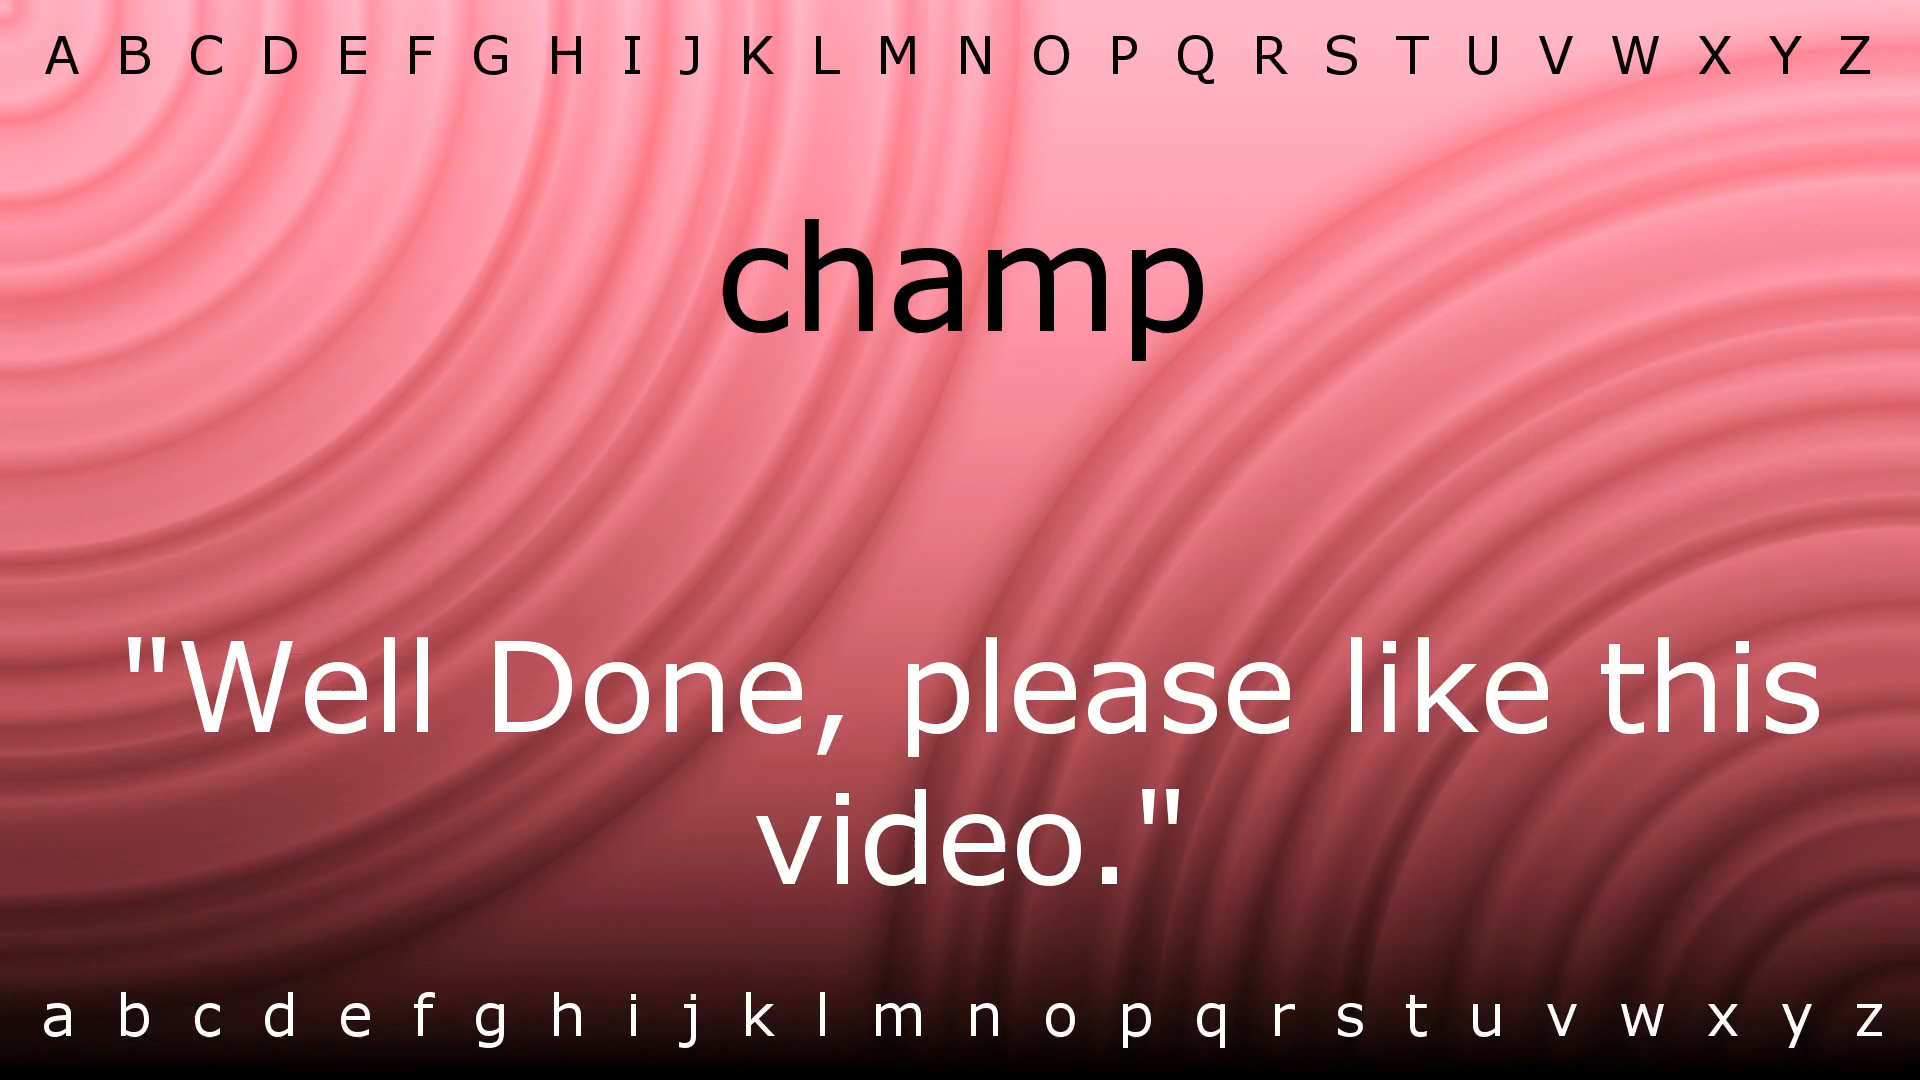 A B C D E F G H I J K L M N O P Q R S T U V W X Y Z
champ
"Well Done, please like this
video."
a b c d e f g h i j k l m n o p q r s t u v w x y z